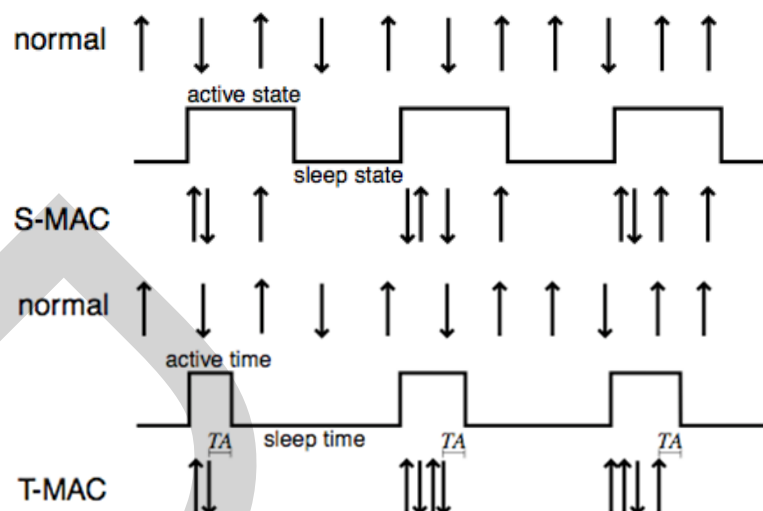 normal
active state
sleep state
S-MAC
normal
active time
TA sleep time TA TA
T-MAC